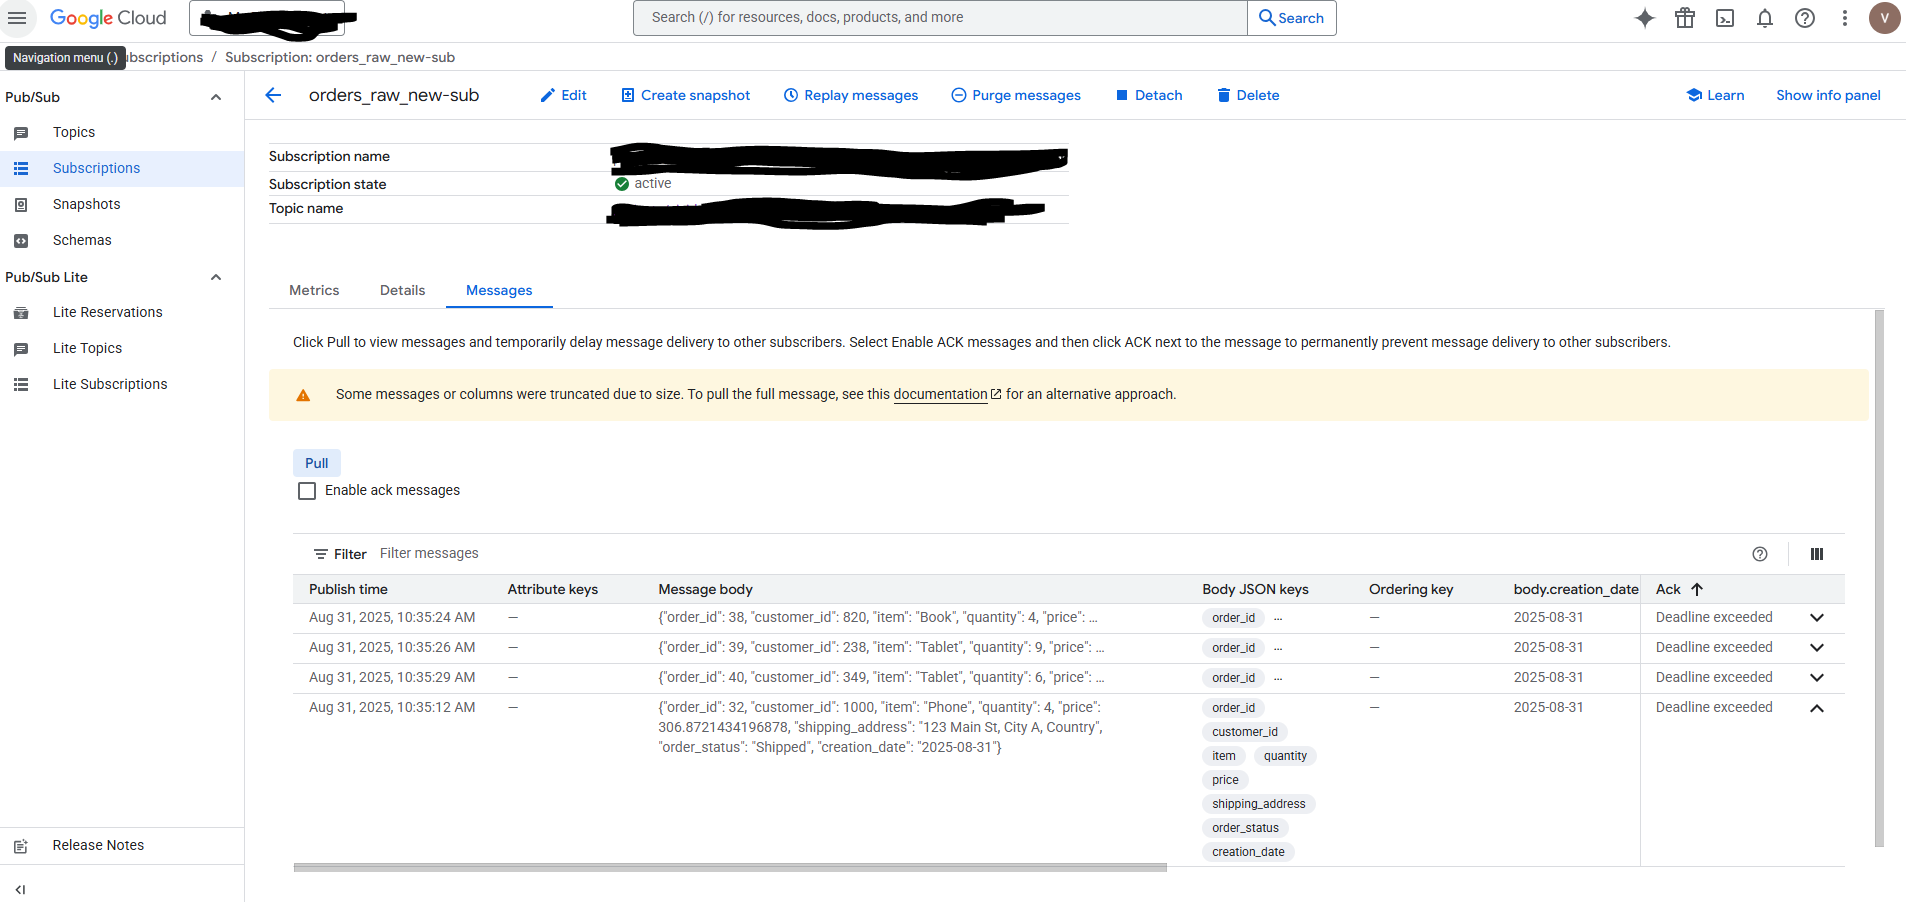 Google Cloud
Search (/) for resources, docs, products, and more
Search
V
Navigation menu (.)
ubscriptions / Subscription: orders_raw_new-sub
Pub/Sub
Topics
Subscriptions
Snapshots
Schemas
Pub/Sub Lite
Lite Reservations
Lite Topics
Lite Subscriptions
Release Notes
orders_raw_new-sub
Edit
Create snapshot
Replay messages
Purge messages
Detach
Delete
Learn
Show info panel
Subscription name
Subscription state active
Topic name
Metrics Details Messages
Click Pull to view messages and temporarily delay message delivery to other subscribers. Select Enable ACK messages and then click ACK next to the message to permanently prevent message delivery to other subscribers.
Some messages or columns were truncated due to size. To pull the full message, see this documentation for an alternative approach.
Pull
Enable ack messages
Filter Filter messages
Publish time Attribute keys Message body Body JSON keys Ordering key body.creation_date Ack
Aug 31, 2025, 10:35:24 AM — {"order_id": 38, "customer_id": 820, "item": "Book", "quantity": 4, "price": ... order_id ... — 2025-08-31 Deadline exceeded
Aug 31, 2025, 10:35:26 AM — {"order_id": 39, "customer_id": 238, "item": "Tablet", "quantity": 9, "price": ... order_id ... — 2025-08-31 Deadline exceeded
Aug 31, 2025, 10:35:29 AM — {"order_id": 40, "customer_id": 349, "item": "Tablet", "quantity": 6, "price": ... order_id ... — 2025-08-31 Deadline exceeded
Aug 31, 2025, 10:35:12 AM — {"order_id": 32, "customer_id": 1000, "item": "Phone", "quantity": 4, "price": order_id — 2025-08-31 Deadline exceeded
306.8721434196878, "shipping_address": "123 Main St, City A, Country", customer_id
"order_status": "Shipped", "creation_date": "2025-08-31"} item quantity
price
shipping_address
order_status
creation_date